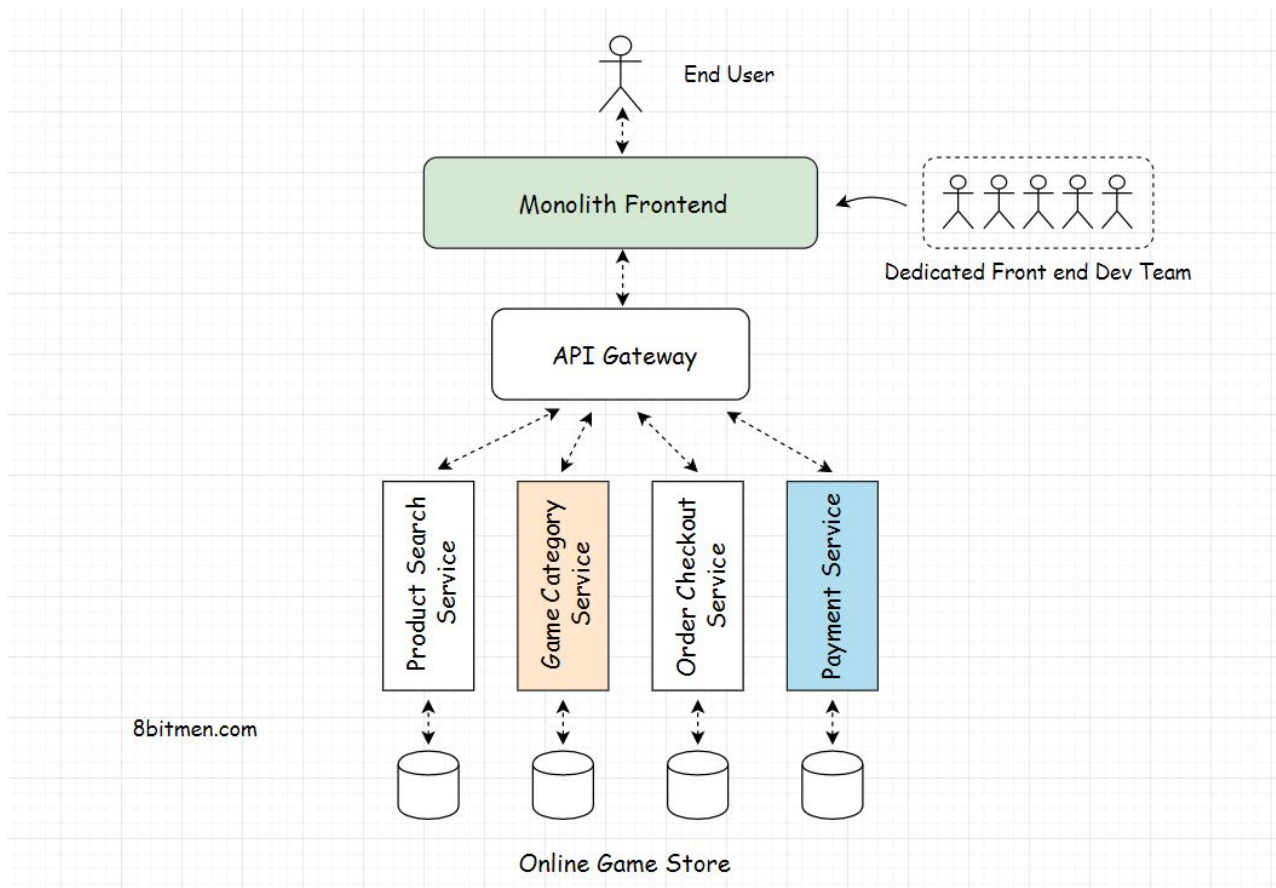 End User
Monolith Frontend
Dedicated Front end Dev Team
API Gateway
Product Search
Service
Game Category
Service
Order Checkout
Service
Payment Service
8bitmen.com
Online Game Store